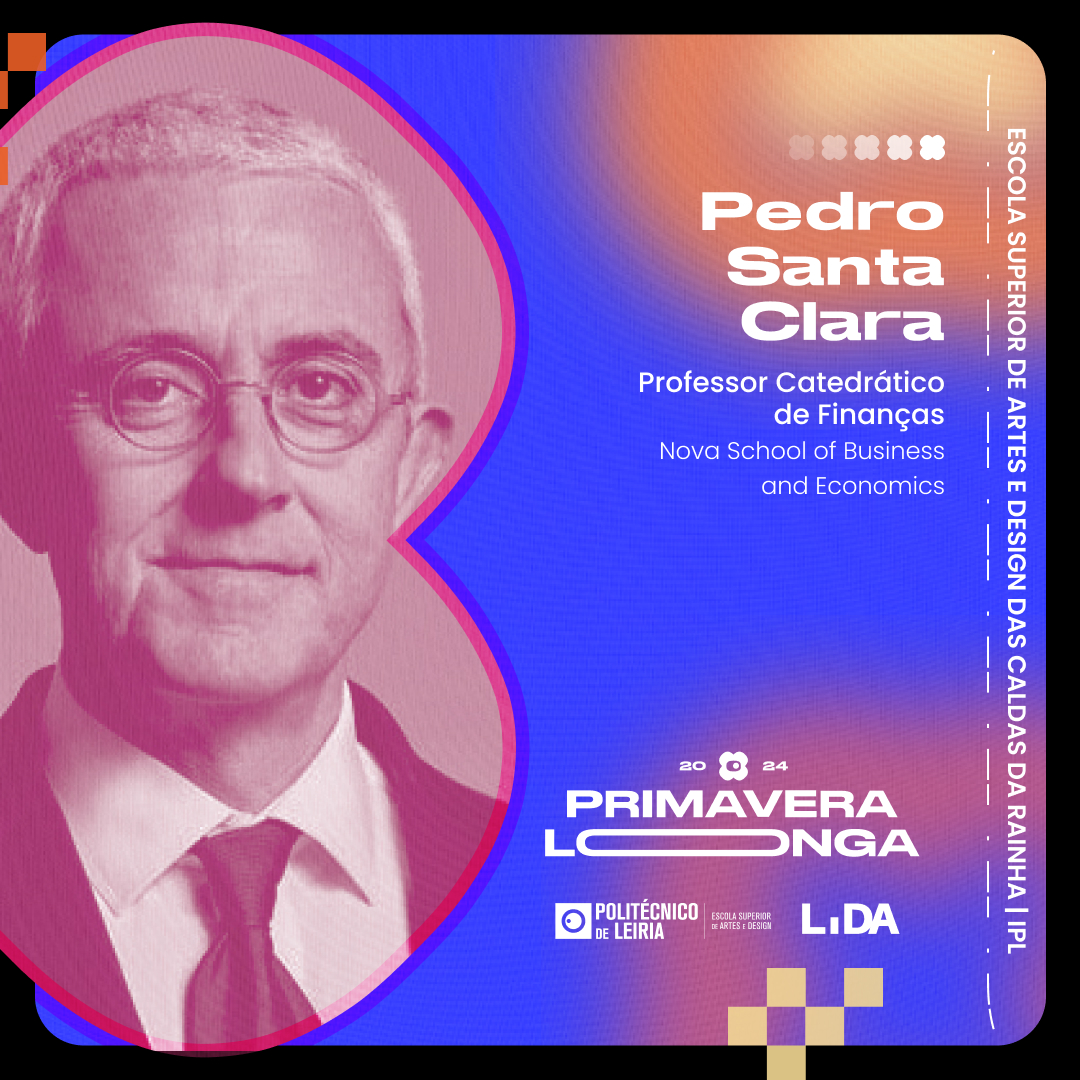 Pedro
Santa
Clara
Professor Catedrático
de Finanças
Nova School of Business
and Economics
20 24
PRIMAVERA
LONGA
POLITÉCNICO
DE LEIRIA
ESCOLA SUPERIOR
DE ARTES E DESIGN
LiDA
ESCOLA SUPERIOR DE ARTES E DESIGN DAS CALDAS DA RAINHA | IPL